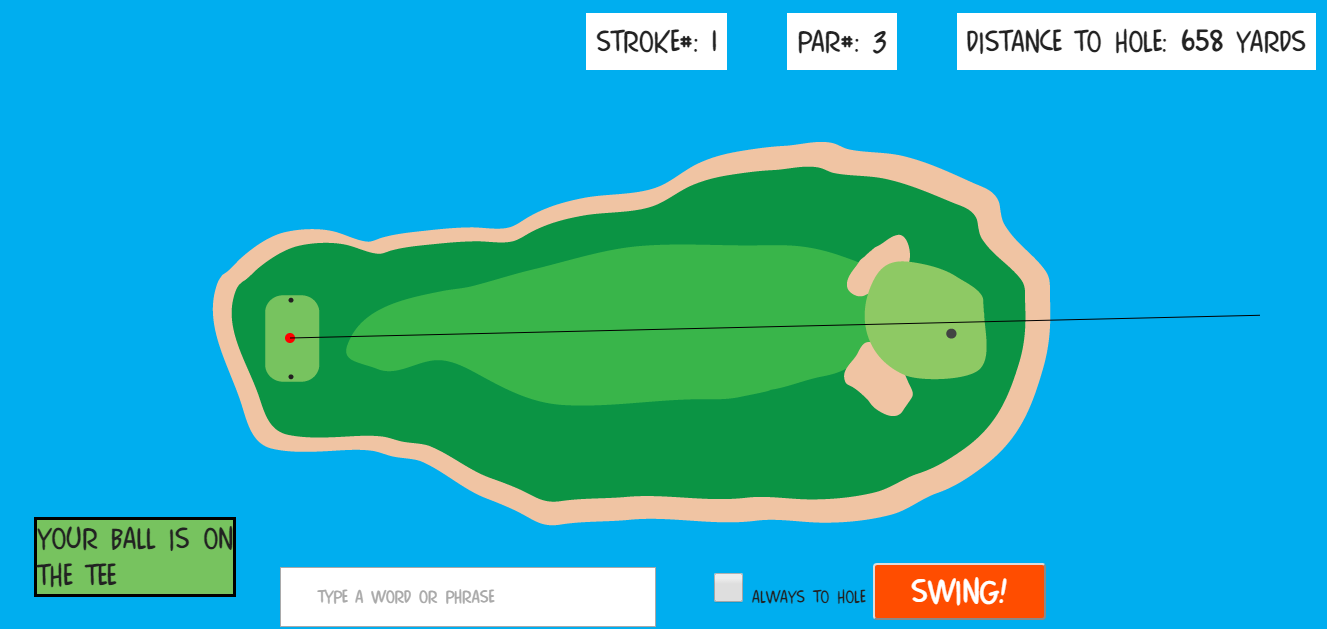 STROKE#: 1
PAR#: 3
DISTANCE TO HOLE: 658 YARDS
YOUR BALL IS ON
THE TEE
TYPE A WORD OR PHRASE
ALWAYS TO HOLE
SWING!